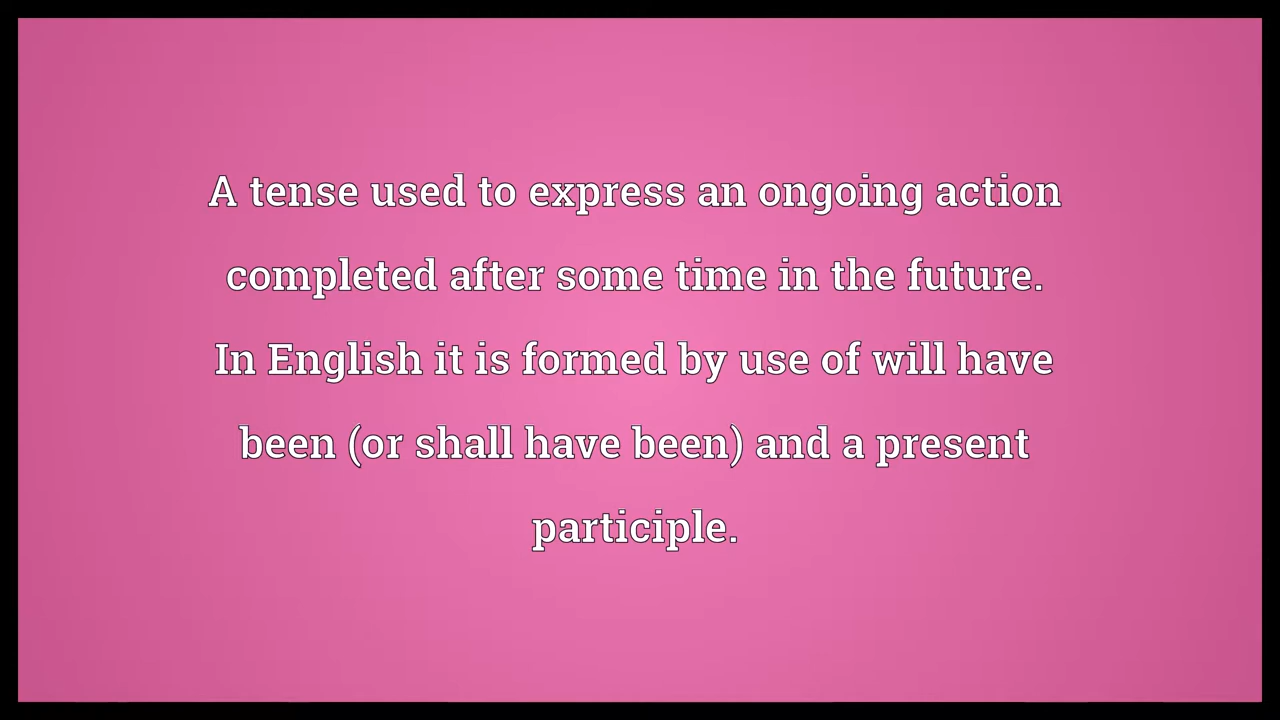 A tense used to express an ongoing action
completed after some time in the future.
In English it is formed by use of will have
been (or shall have been) and a present
participle.